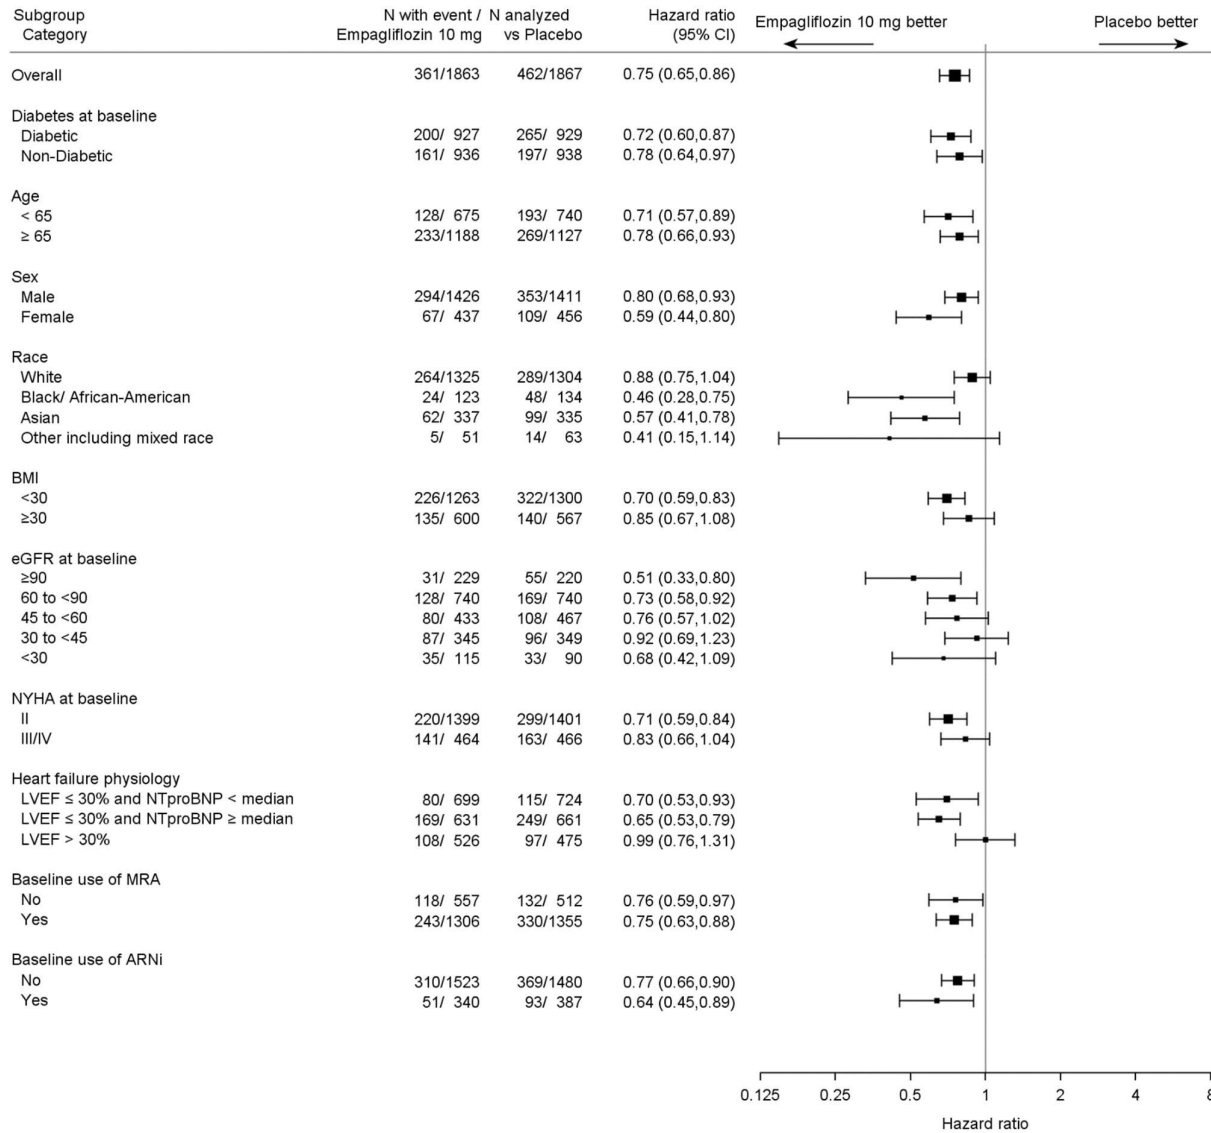 Subgroup N with event / N analyzed Hazard ratio Empagliflozin 10 mg better Placebo better
Category Empagliflozin 10 mg vs Placebo (95% CI)
Overall 361/1863 462/1867 0.75 (0.65,0.86)
Diabetes at baseline
Diabetic 200/ 927 265/ 929 0.72 (0.60,0.87)
Non-Diabetic 161/ 936 197/ 938 0.78 (0.64,0.97)
Age
< 65 128/ 675 193/ 740 0.71 (0.57,0.89)
≥ 65 233/1188 269/1127 0.78 (0.66,0.93)
Sex
Male 294/1426 353/1411 0.80 (0.68,0.93)
Female 67/ 437 109/ 456 0.59 (0.44,0.80)
Race
White 264/1325 289/1304 0.88 (0.75,1.04)
Black/ African-American 24/ 123 48/ 134 0.46 (0.28,0.75)
Asian 62/ 337 99/ 335 0.57 (0.41,0.78)
Other including mixed race 5/ 51 14/ 63 0.41 (0.15,1.14)
BMI
<30 226/1263 322/1300 0.70 (0.59,0.83)
≥30 135/ 600 140/ 567 0.85 (0.67,1.08)
eGFR at baseline
≥90 31/ 229 55/ 220 0.51 (0.33,0.80)
60 to <90 128/ 740 169/ 740 0.73 (0.58,0.92)
45 to <60 80/ 433 108/ 467 0.76 (0.57,1.02)
30 to <45 87/ 345 96/ 349 0.92 (0.69,1.23)
<30 35/ 115 33/ 90 0.68 (0.42,1.09)
NYHA at baseline
II 220/1399 299/1401 0.71 (0.59,0.84)
III/IV 141/ 464 163/ 466 0.83 (0.66,1.04)
Heart failure physiology
LVEF ≤ 30% and NTproBNP < median 80/ 699 115/ 724 0.70 (0.53,0.93)
LVEF ≤ 30% and NTproBNP ≥ median 169/ 631 249/ 661 0.65 (0.53,0.79)
LVEF > 30% 108/ 526 97/ 475 0.99 (0.76,1.31)
Baseline use of MRA
No 118/ 557 132/ 512 0.76 (0.59,0.97)
Yes 243/1306 330/1355 0.75 (0.63,0.88)
Baseline use of ARNi
No 310/1523 369/1480 0.77 (0.66,0.90)
Yes 51/ 340 93/ 387 0.64 (0.45,0.89)
0.125 0.25 0.5 1 2 4 8
Hazard ratio